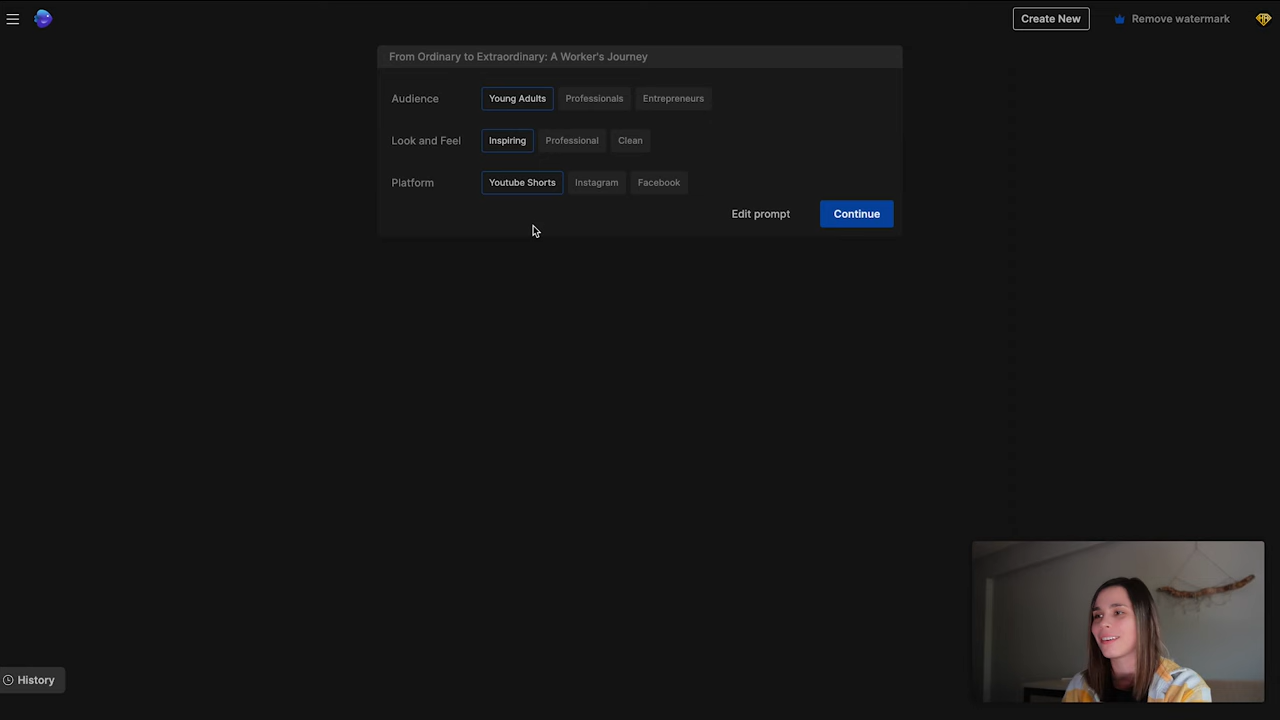 Create New
Remove watermark
From Ordinary to Extraordinary: A Worker's Journey
Audience
Young Adults
Professionals
Entrepreneurs
Look and Feel
Inspiring
Professional
Clean
Platform
Youtube Shorts
Instagram
Facebook
Edit prompt
Continue
History